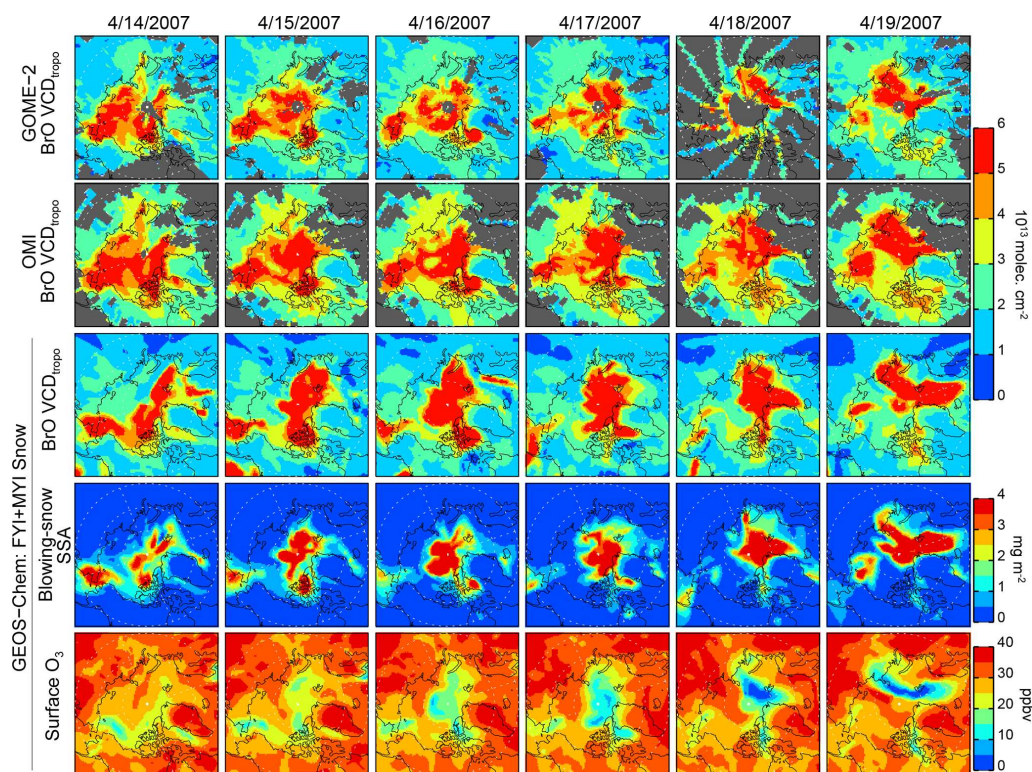 4/14/2007 4/15/2007 4/16/2007 4/17/2007 4/18/2007 4/19/2007
GOME−2
BrO VCDtropo
OMI
BrO VCDtropo
6
5
4
3
2
1
0
10¹³ molec. cm⁻²
GEOS−Chem: FYI+MYI Snow
BrO VCDtropo
Blowing-snow
SSA
4
3
2
1
0
mg m⁻²
Surface O₃
40
30
20
10
0
ppbv